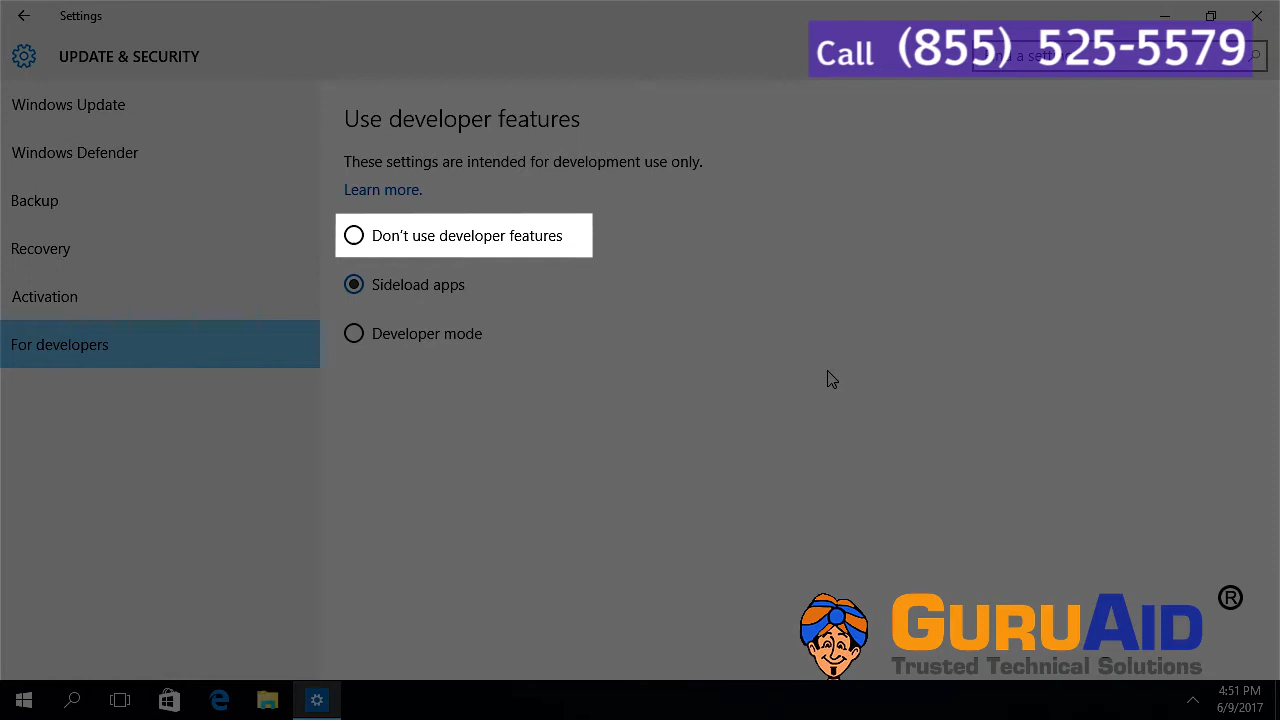 Settings
UPDATE & SECURITY
Call (855) 525-5579
Windows Update
Windows Defender
Backup
Recovery
Activation
For developers
Use developer features
These settings are intended for development use only.
Learn more.
Don't use developer features
Sideload apps
Developer mode
GURUAID ®
Trusted Technical Solutions
4:51 PM
6/9/2017